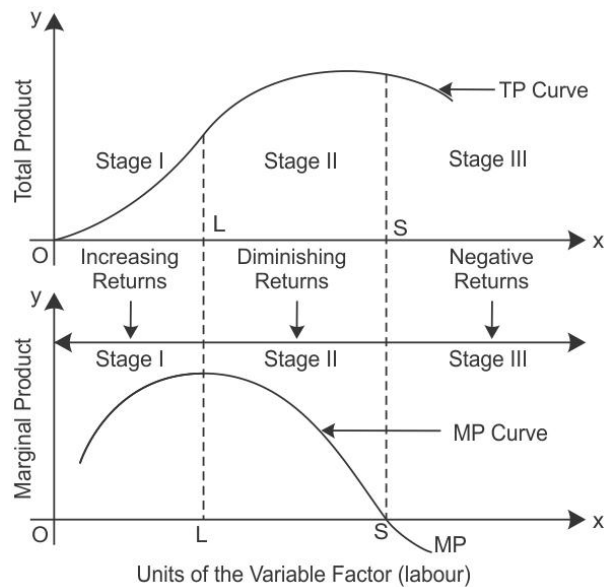 y
Total Product
TP Curve
Stage I
Stage II
Stage III
L
S
x
O
Increasing Returns
Diminishing Returns
Negative Returns
y
Marginal Product
Stage I
Stage II
Stage III
MP Curve
O
L
S
x
MP
Units of the Variable Factor (labour)